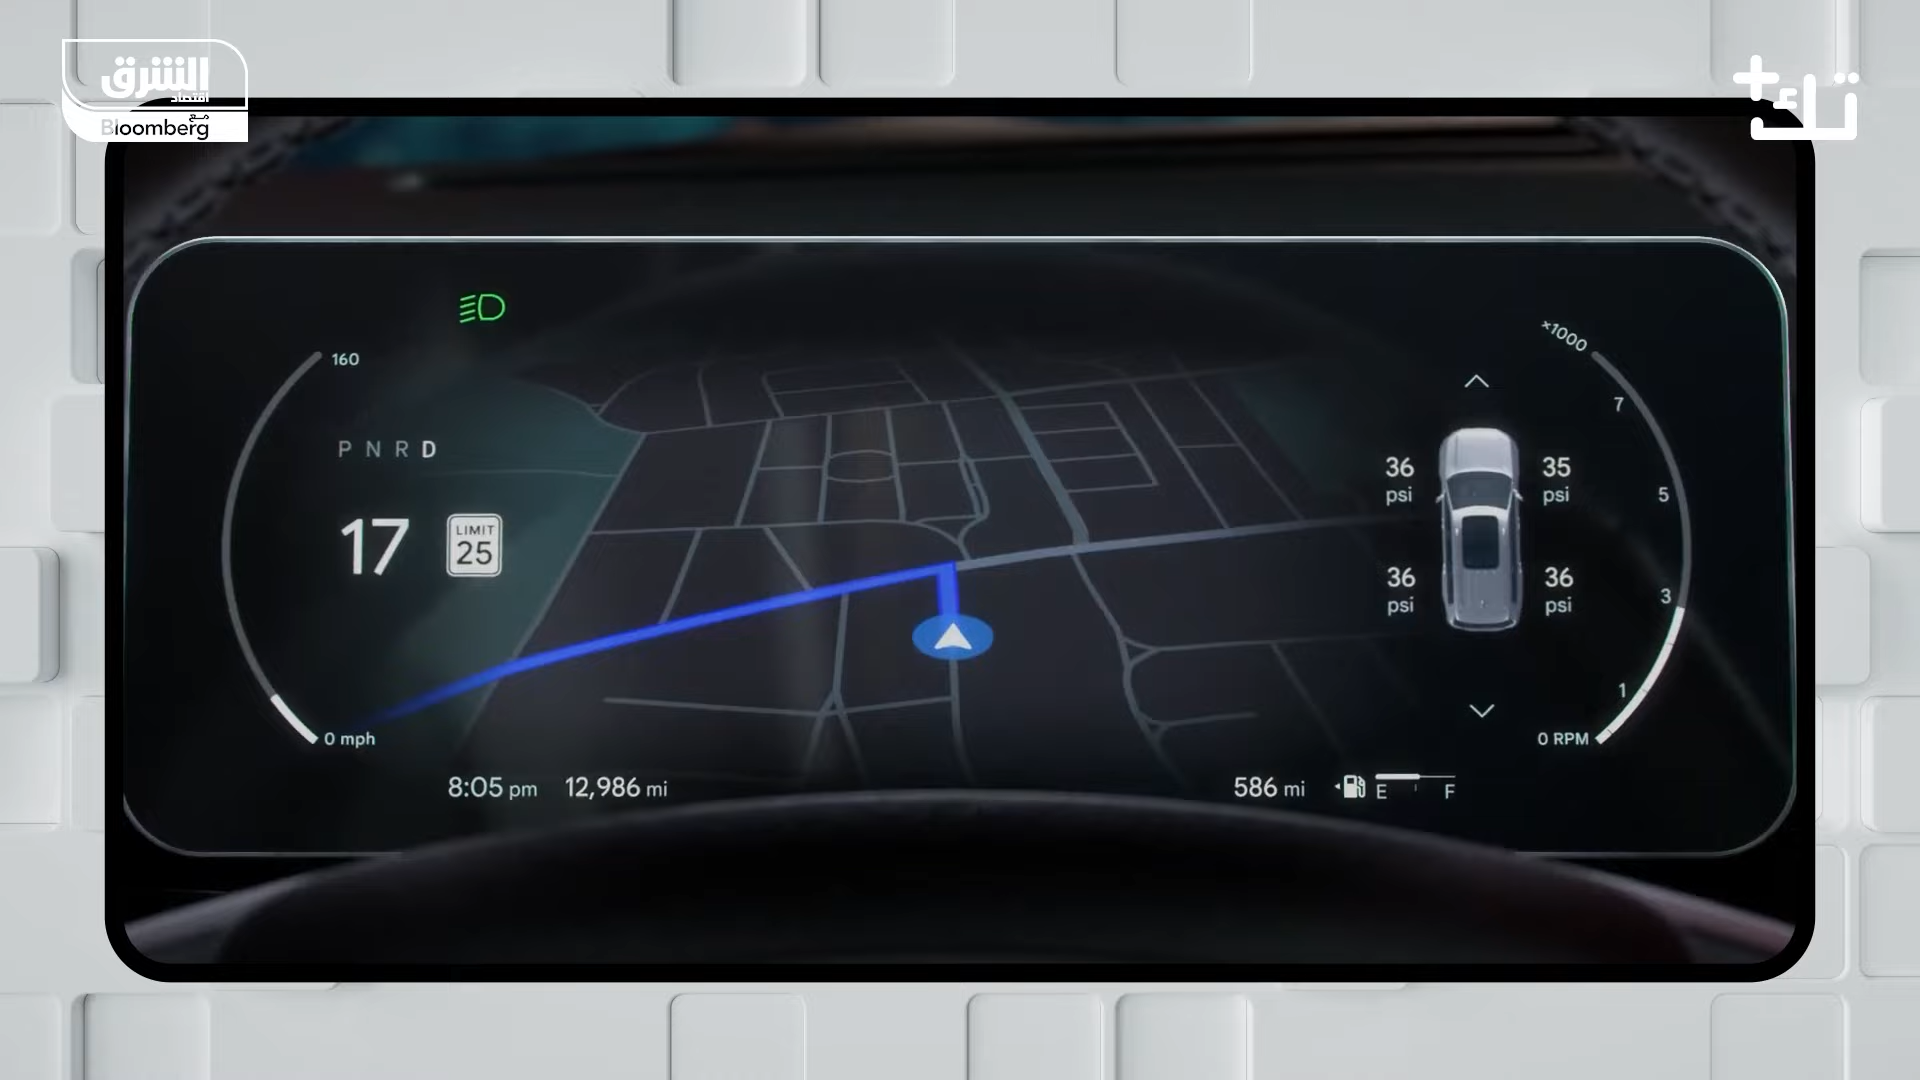 الشرق
اقتصاد
مع
Bloomberg
تك+
160
P N R D
17
LIMIT
25
0 mph
8:05 pm
12,986 mi
×1000
7
5
3
1
0 RPM
36
psi
35
psi
36
psi
36
psi
586 mi
E F